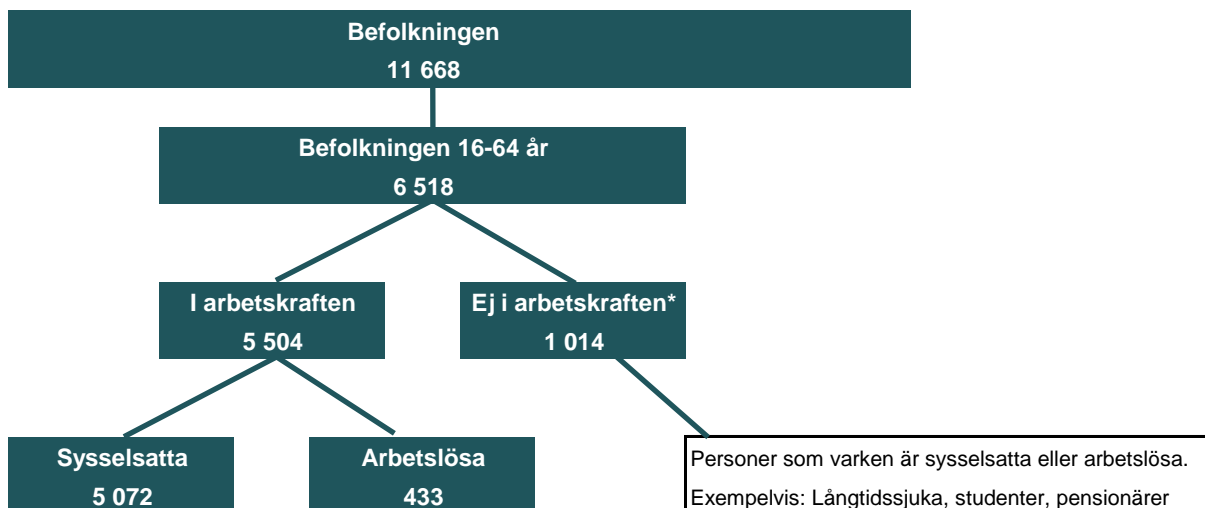 Befolkningen
11 668
Befolkningen 16-64 år
6 518
I arbetskraften
5 504
Ej i arbetskraften*
1 014
Sysselsatta
5 072
Arbetslösa
433
Personer som varken är sysselsatta eller arbetslösa.
Exempelvis: Långtidssjuka, studenter, pensionärer